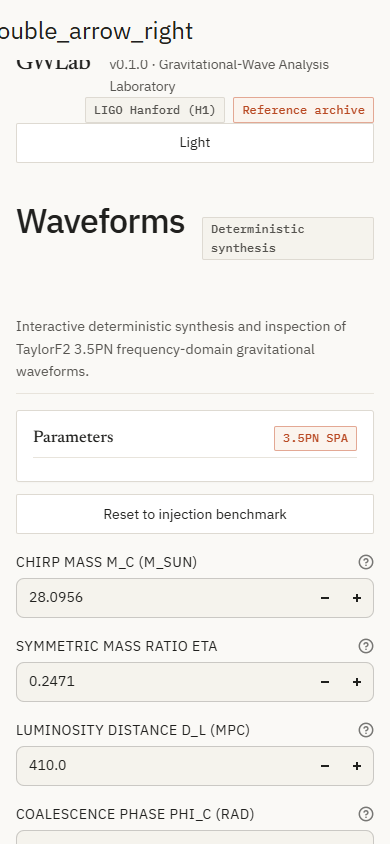 ouble_arrow_right
GWLab
v0.1.0 · Gravitational-Wave Analysis
Laboratory
LIGO Hanford (H1)
Reference archive
Light
Waveforms
Deterministic
synthesis
Interactive deterministic synthesis and inspection of
TaylorF2 3.5PN frequency-domain gravitational
waveforms.
Parameters
3.5PN SPA
Reset to injection benchmark
CHIRP MASS M_C (M_SUN)
28.0956
SYMMETRIC MASS RATIO ETA
0.2471
LUMINOSITY DISTANCE D_L (MPC)
410.0
COALESCENCE PHASE PHI_C (RAD)